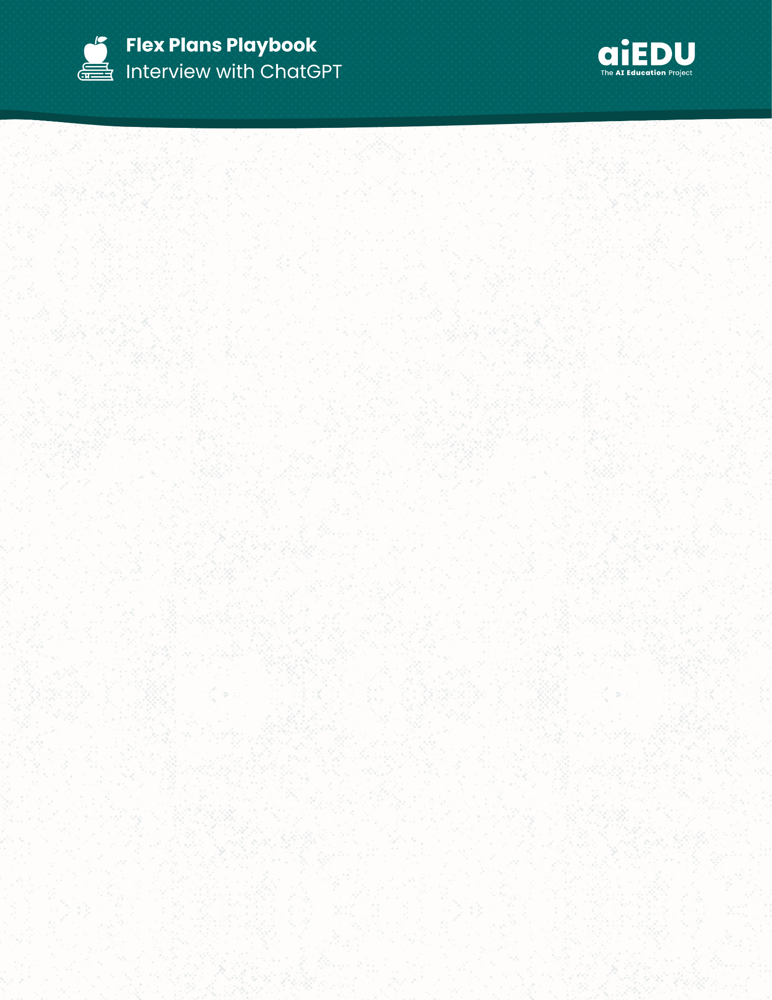 Flex Plans Playbook
Interview with ChatGPT
aiEDU
The AI Education Project